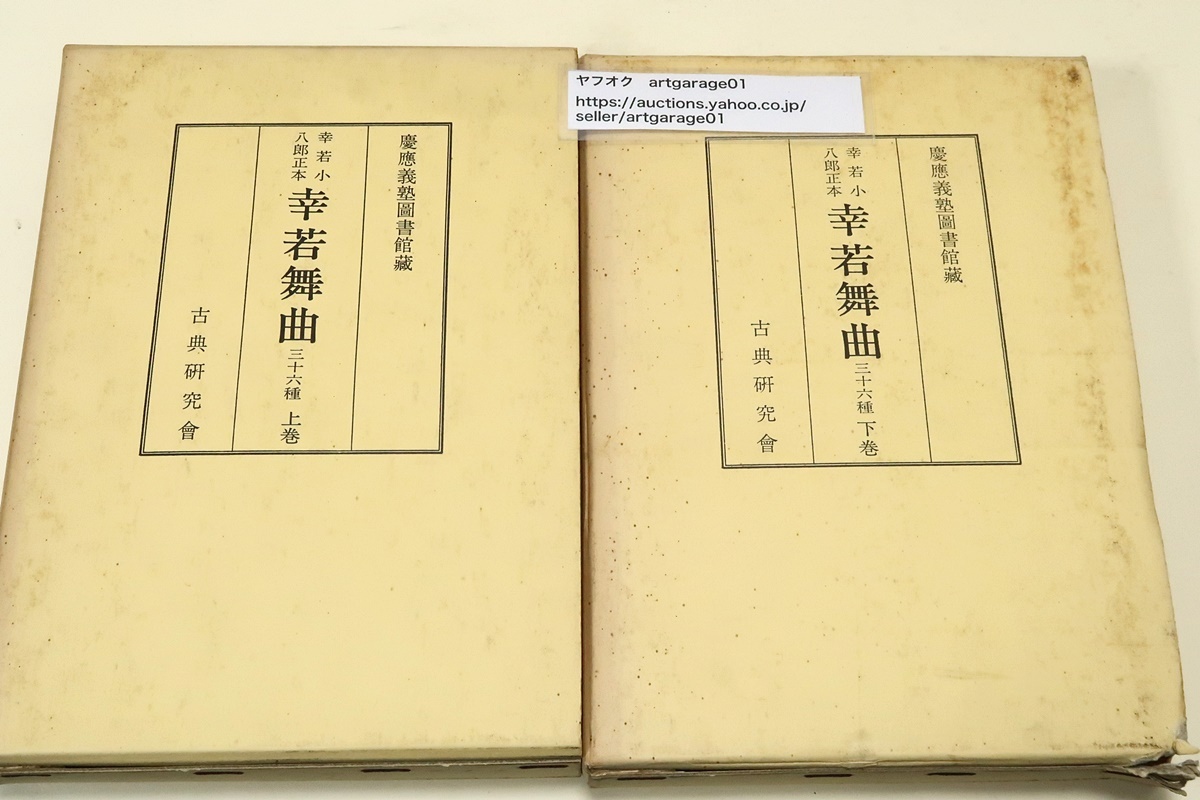 ヤフオク artgarage01
https://auctions.yahoo.co.jp/
seller/artgarage01
慶應義塾圖書館藏
幸若小
八郎正本
幸若舞曲 三十六種 上巻
古典研究會
慶應義塾圖書館藏
幸若小
八郎正本
幸若舞曲 三十六種 下巻
古典研究會